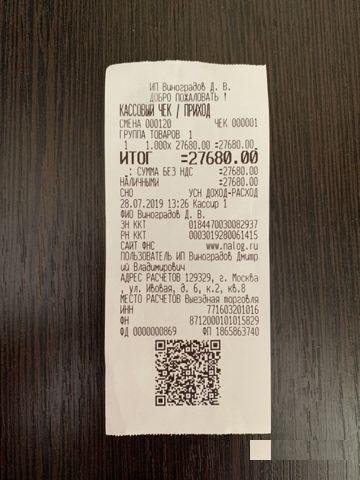 ИП Виноградов Д. В.
ДОБРО ПОЖАЛОВАТЬ !
КАССОВЫЙ ЧЕК / ПРИХОД
СМЕНА 000120 ЧЕК 000001
ГРУППА ТОВАРОВ 1
1 1.000x 27680.00 =27680.00
ИТОГ =27680.00
_: СУММА БЕЗ НДС =27680.00
НАЛИЧНЫМИ =27680.00
СНО УСН ДОХОД-РАСХОД
28.07.2019 13:26 Кассир 1
ФИО Виноградов Д. В.
ЗН ККТ 0184470030082937
РН ККТ 0003019280061415
САЙТ ФНС www.nalog.ru
ПОЛЬЗОВАТЕЛЬ ИП Виноградов Дмитр
ий Владимирович
АДРЕС РАСЧЕТОВ 129329, г. Москва
, ул. Ивовая, д. 6, к.2, кв.8
МЕСТО РАСЧЕТОВ Выездная торговля
ИНН 771603201016
ФН 8712000101015829
ФД 0000000869 ФП 1865863740